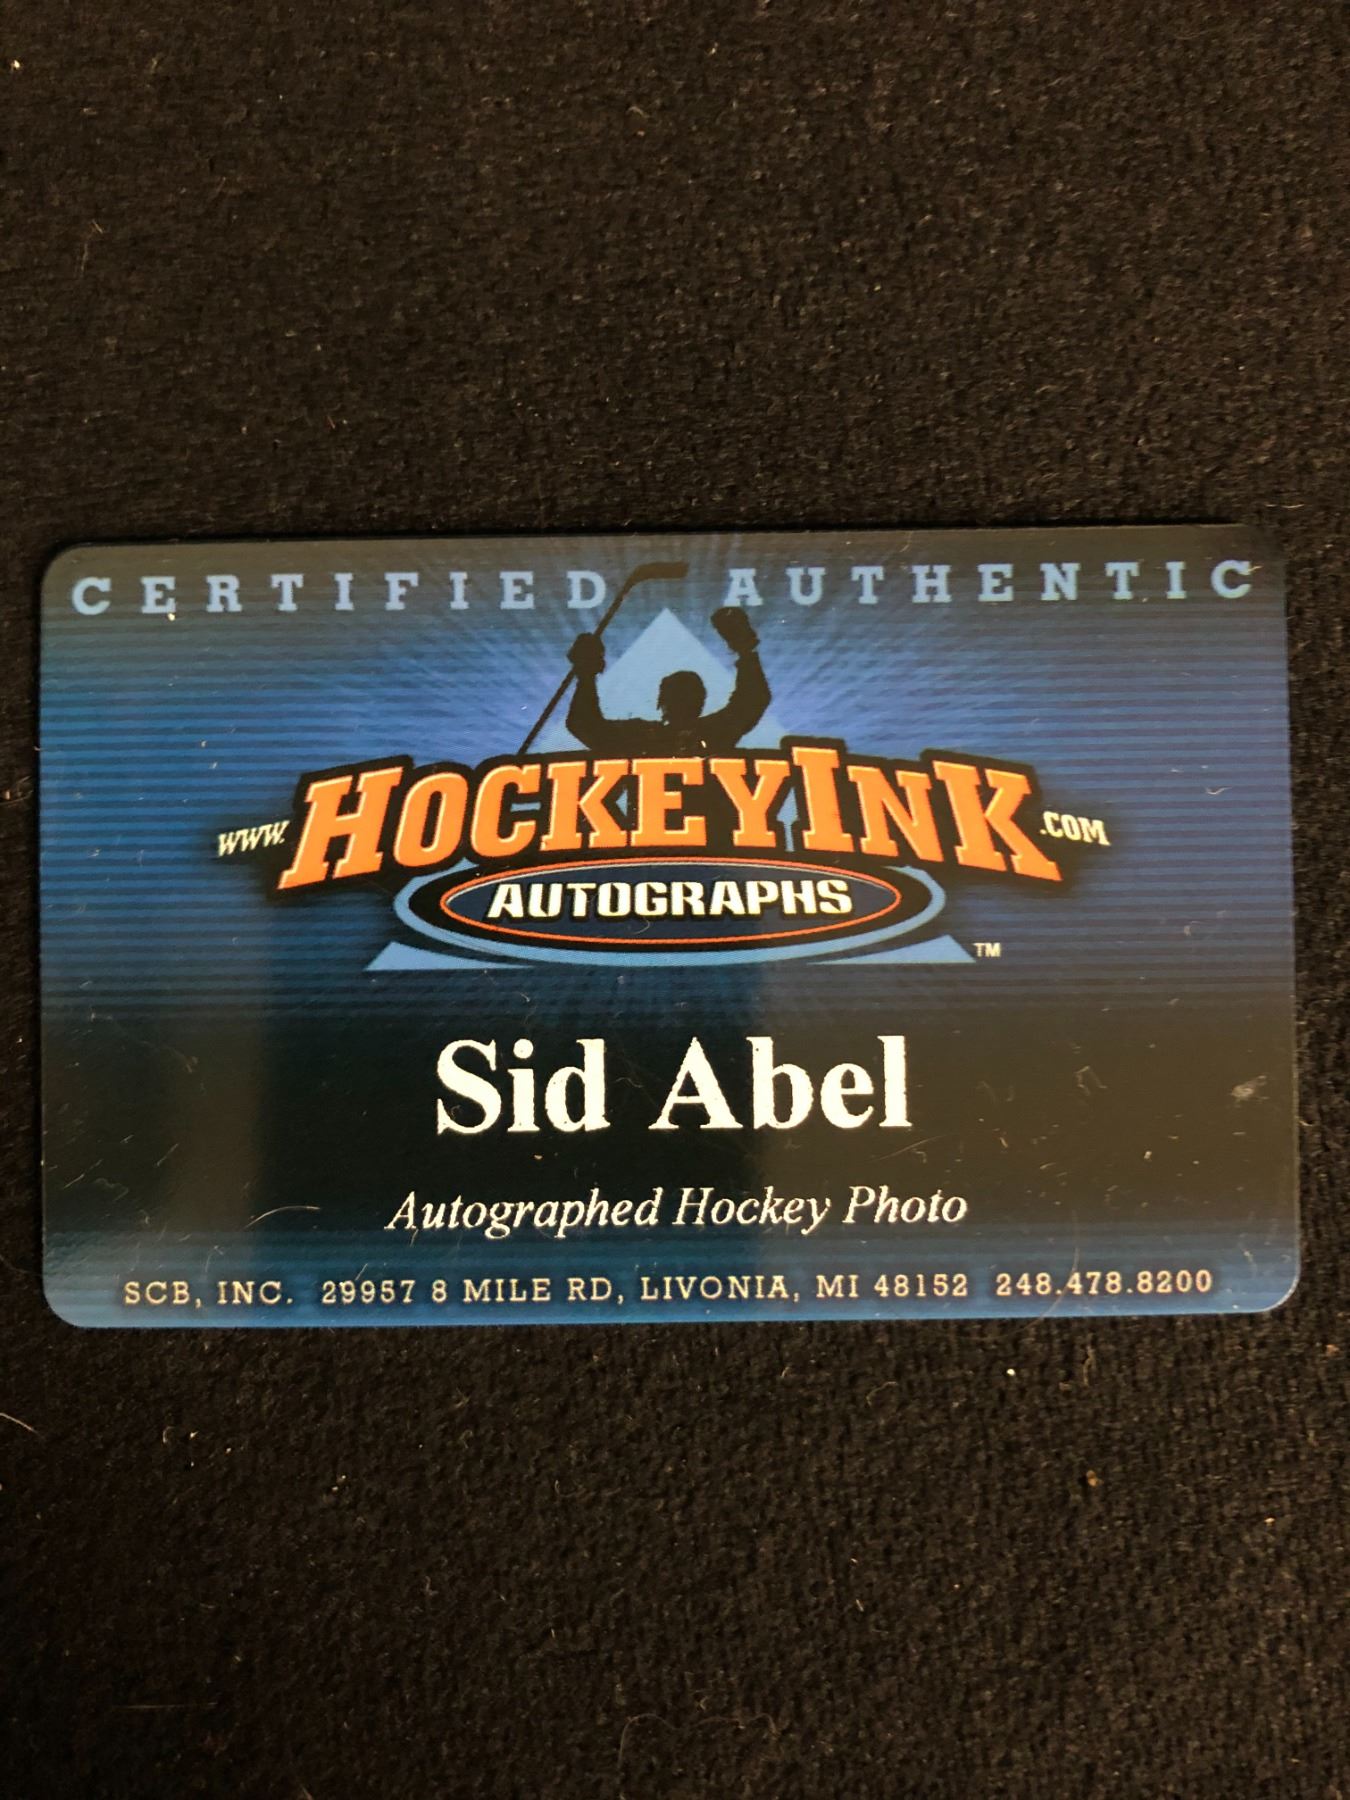 CERTIFIED AUTHENTIC
www.HOCKEYINK.COM
AUTOGRAPHS
TM
Sid Abel
Autographed Hockey Photo
SCB, INC. 29957 8 MILE RD, LIVONIA, MI 48152 248.478.8200